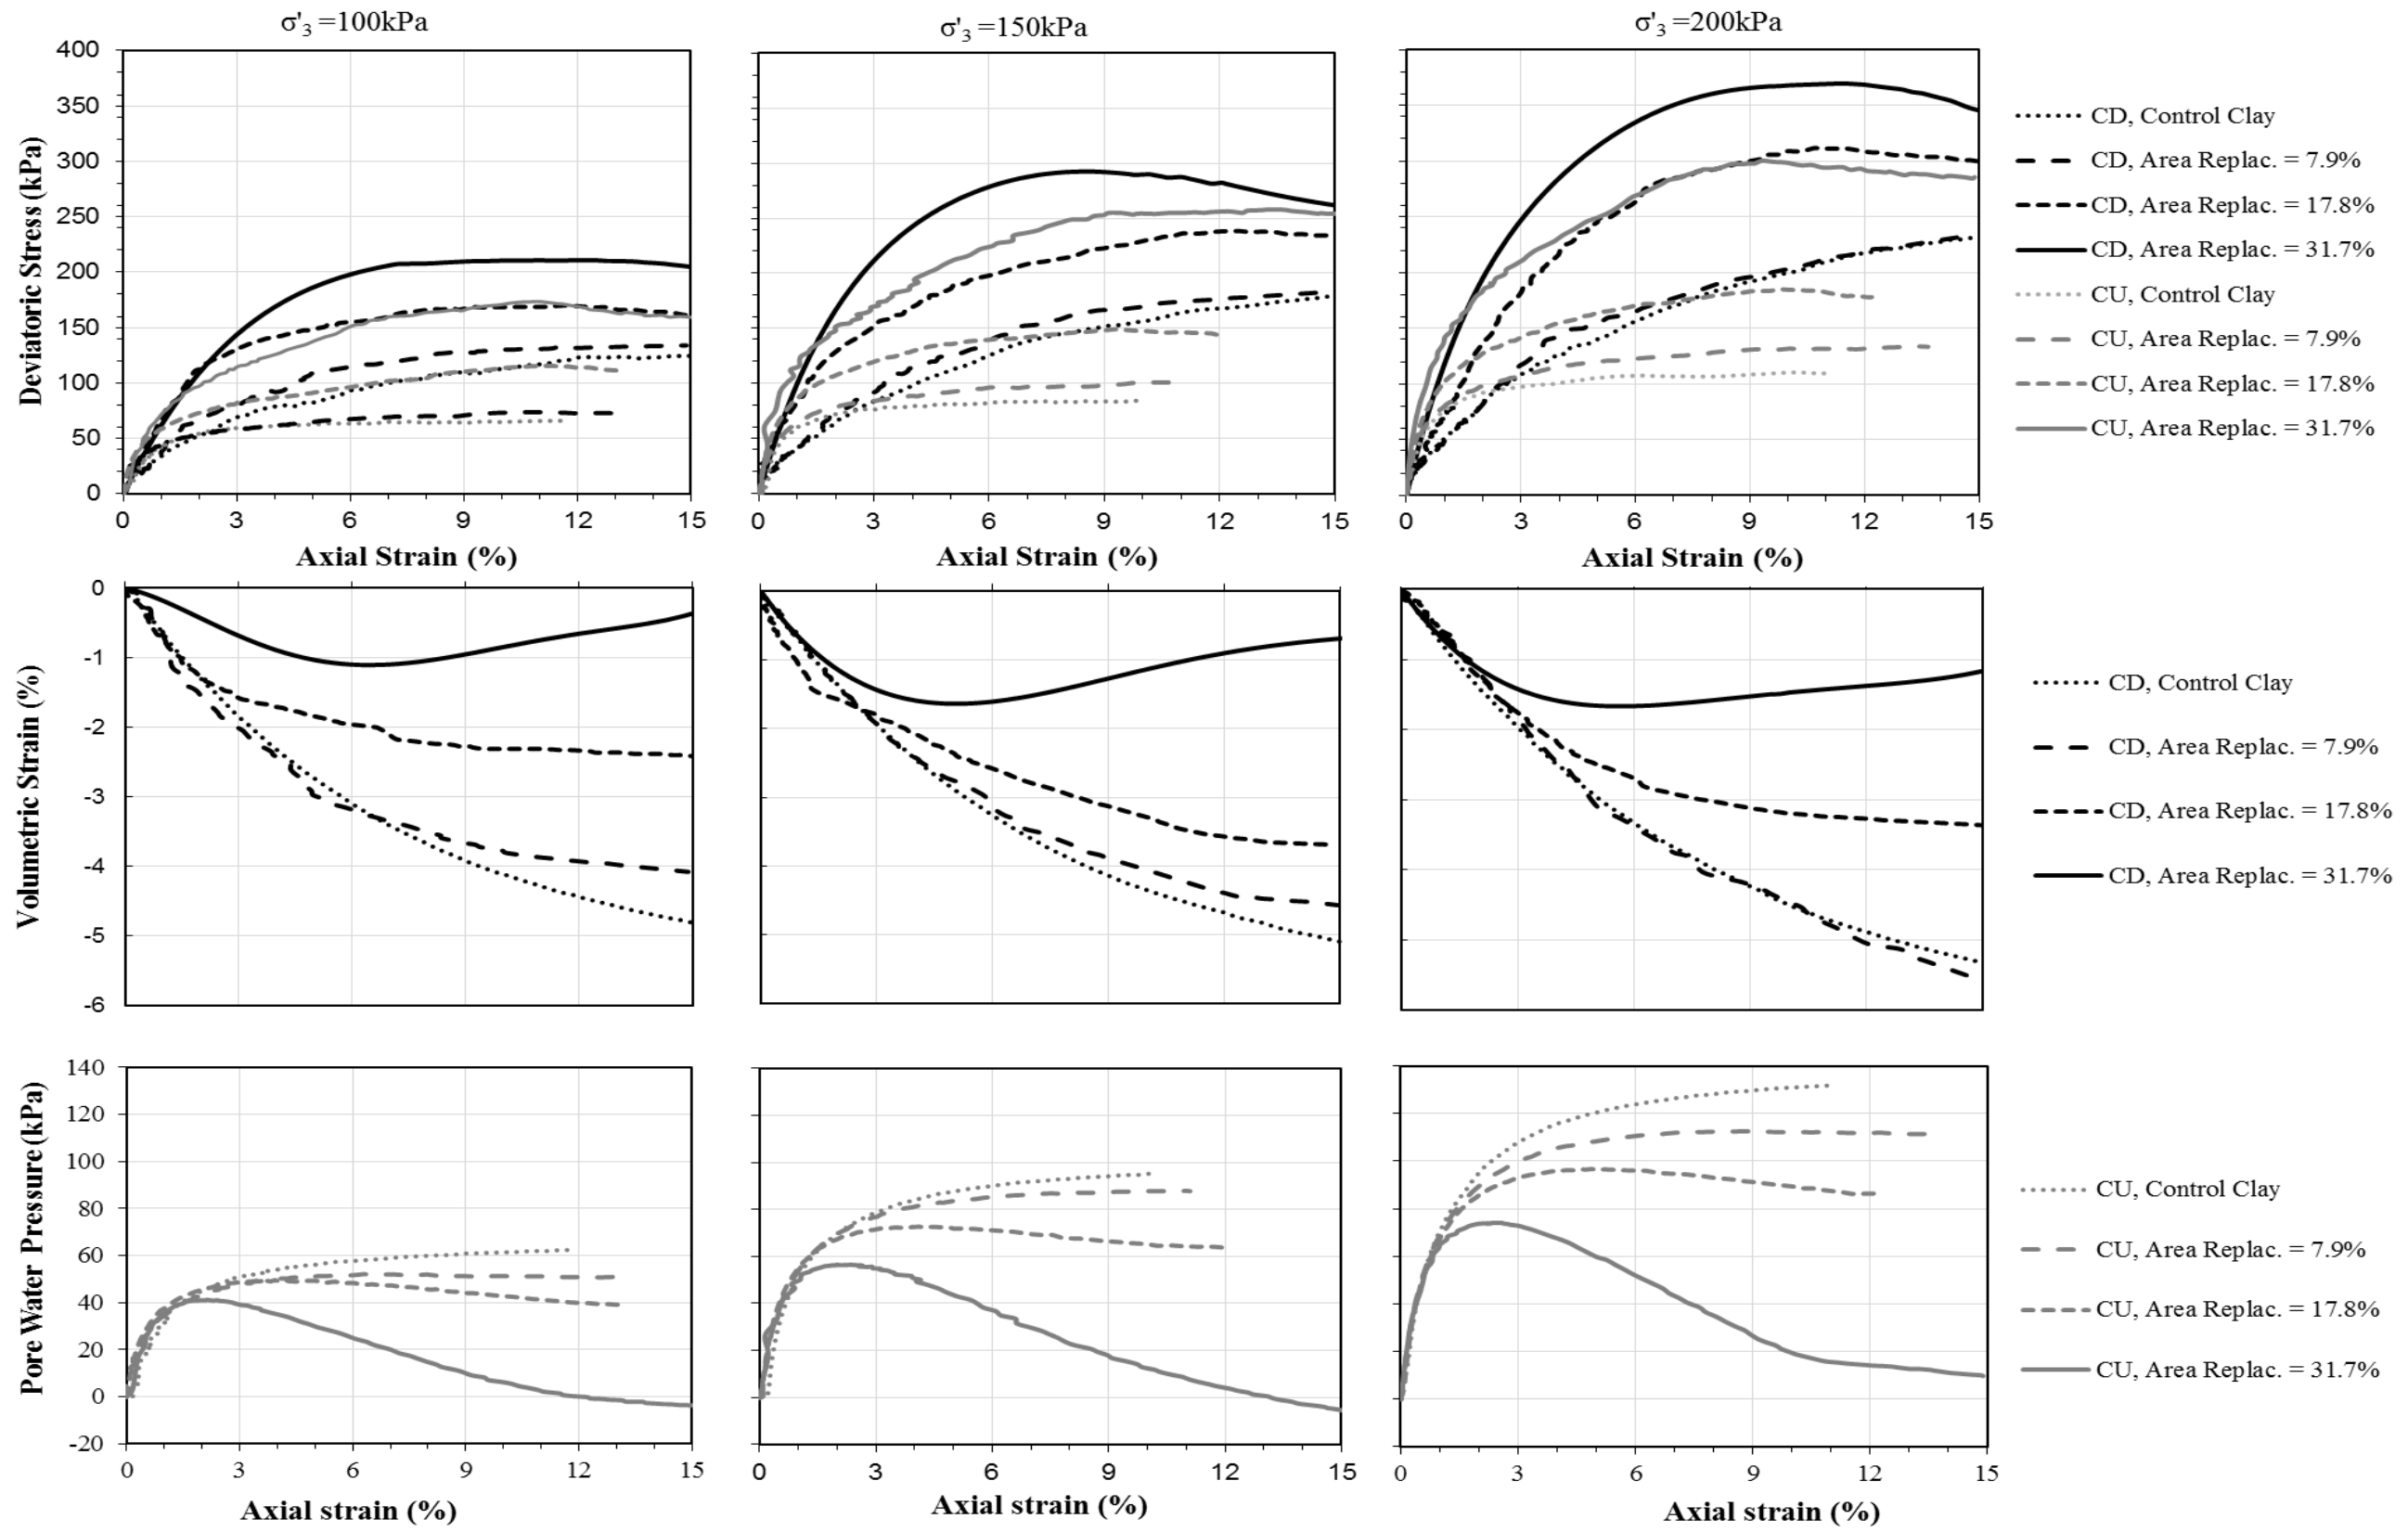 σ'3 =100kPa
σ'3 =150kPa
σ'3 =200kPa
Deviatoric Stress (kPa)
400
350
300
250
200
150
100
50
0
0 3 6 9 12 15
0 3 6 9 12 15
0 3 6 9 12 15
Axial Strain (%)
Axial Strain (%)
Axial Strain (%)
CD, Control Clay
CD, Area Replac. = 7.9%
CD, Area Replac. = 17.8%
CD, Area Replac. = 31.7%
CU, Control Clay
CU, Area Replac. = 7.9%
CU, Area Replac. = 17.8%
CU, Area Replac. = 31.7%
Volumetric Strain (%)
0
-1
-2
-3
-4
-5
-6
CD, Control Clay
CD, Area Replac. = 7.9%
CD, Area Replac. = 17.8%
CD, Area Replac. = 31.7%
Pore Water Pressure (kPa)
140
120
100
80
60
40
20
0
-20
0 3 6 9 12 15
0 3 6 9 12 15
0 3 6 9 12 15
Axial strain (%)
Axial strain (%)
Axial strain (%)
CU, Control Clay
CU, Area Replac. = 7.9%
CU, Area Replac. = 17.8%
CU, Area Replac. = 31.7%